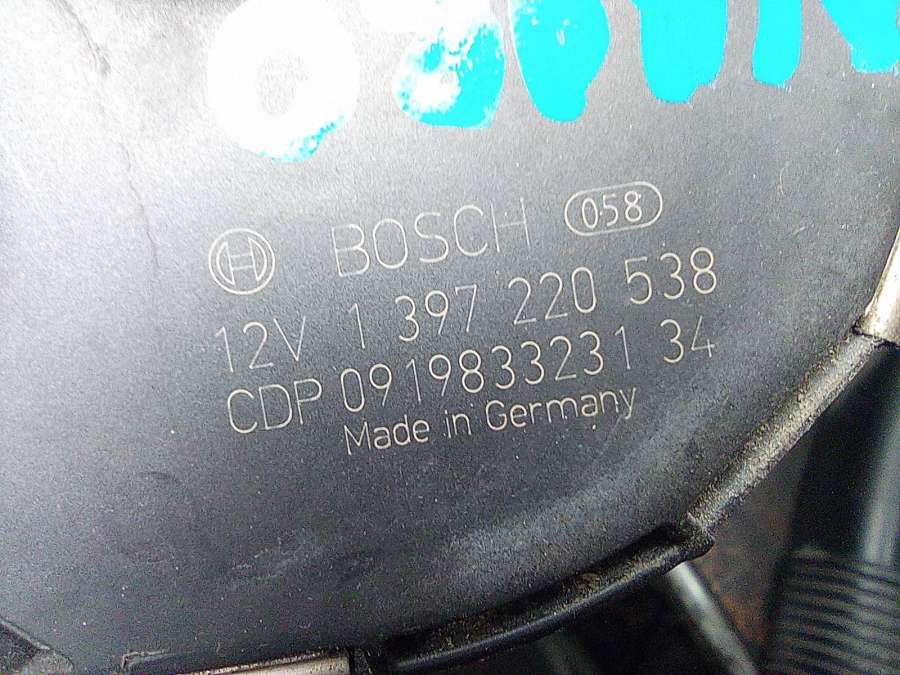 BOSCH 058
12V 1 397 220 538
CDP 0919833231 34
Made in Germany